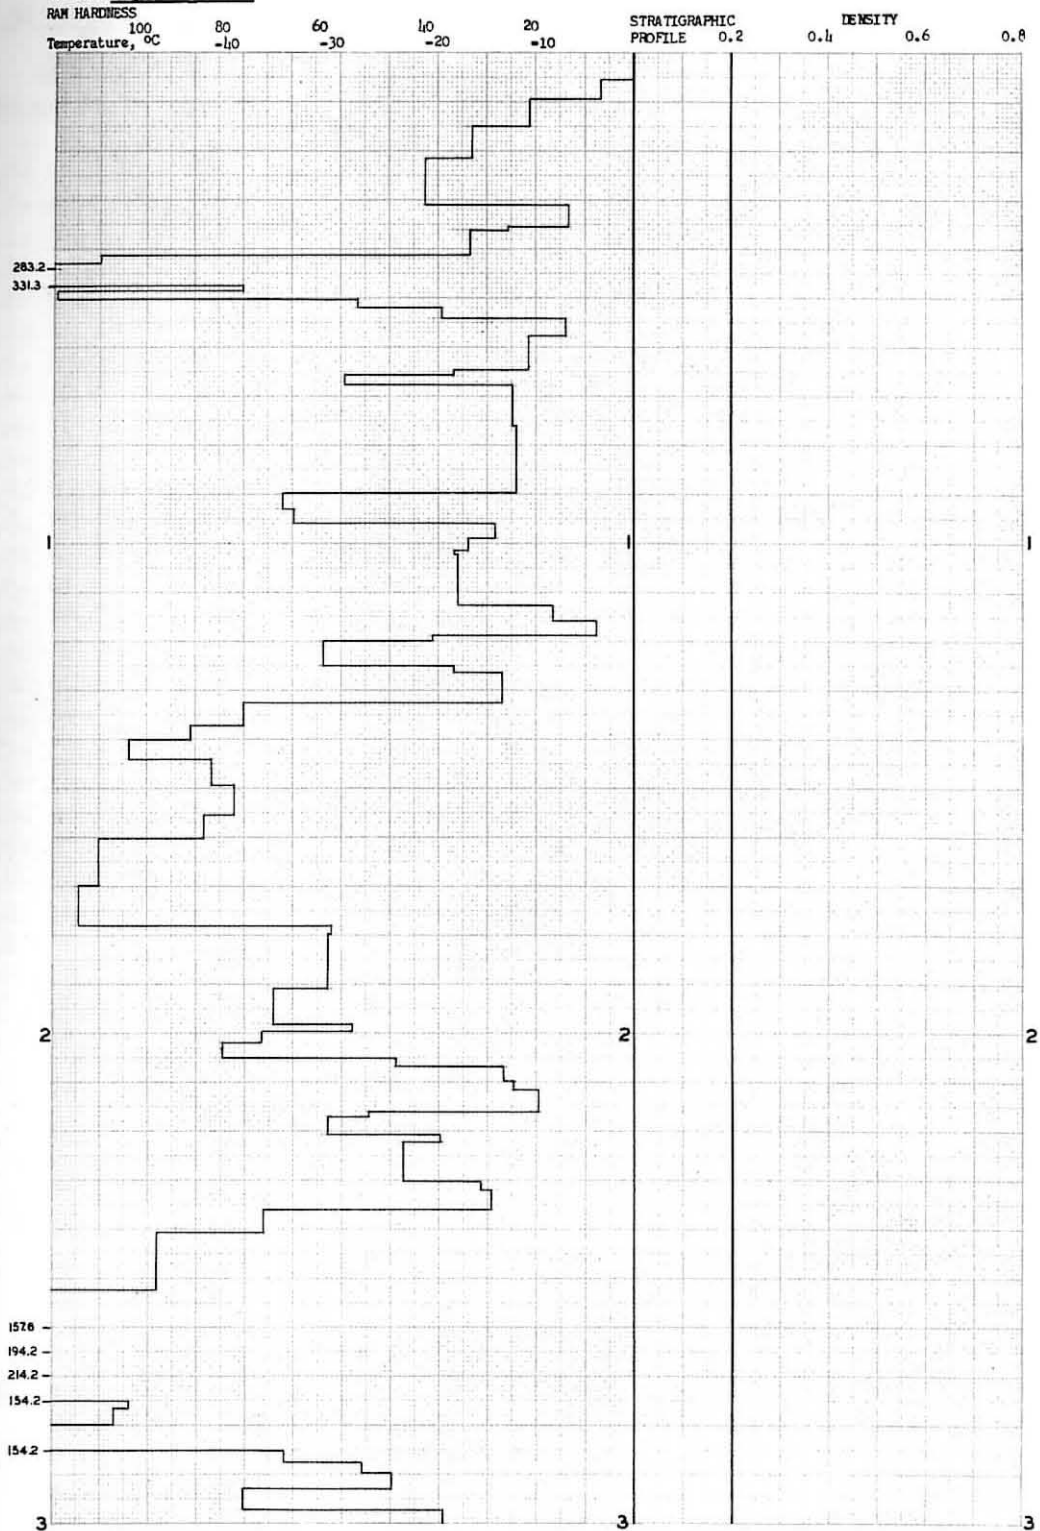 RAM HARDNESS
100 80 60 40 20
Temperature, °C -40 -30 -20 -10
STRATIGRAPHIC
PROFILE
DENSITY
0.2 0.4 0.6 0.8
283.2
331.3
1 1 1
2 2 2
157.6
194.2
214.2
154.2
154.2
3 3 3